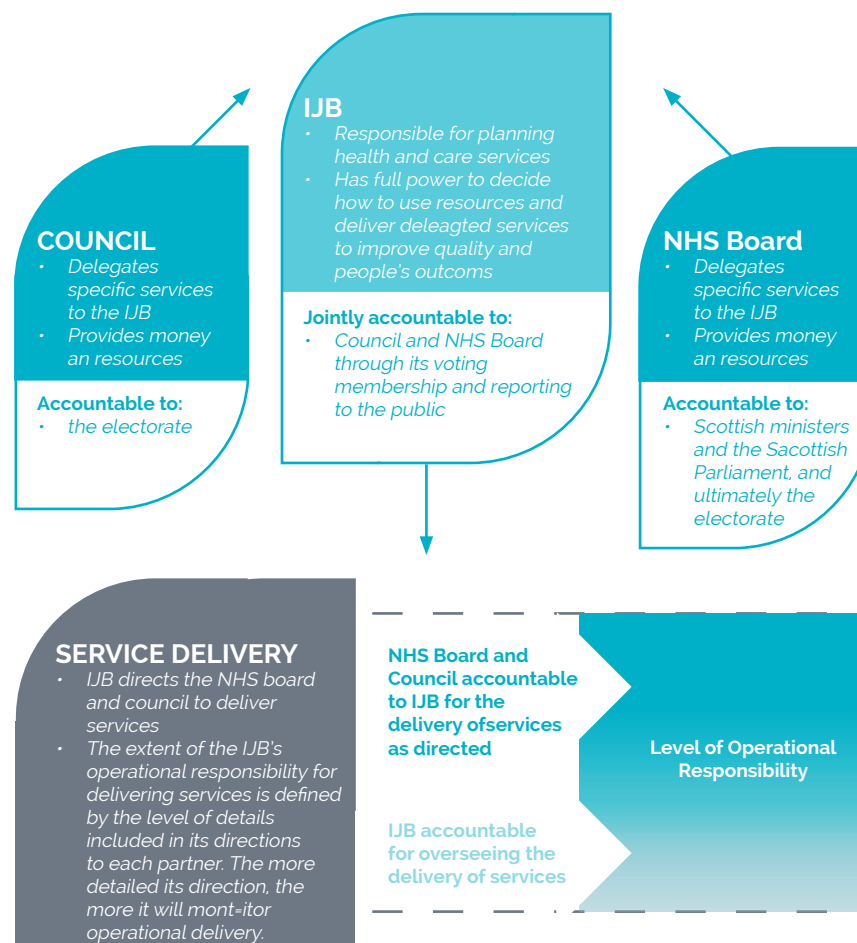 IJB
• Responsible for planning
health and care services
• Has full power to decide
how to use resources and
deliver deleagted services
to improve quality and
people's outcoms
Jointly accountable to:
• Council and NHS Board
through its voting
membership and reporting
to the public
COUNCIL
• Delegates
specific services
to the IJB
• Provides money
an resources
Accountable to:
• the electorate
NHS Board
• Delegates
specific services
to the IJB
• Provides money
an resources
Accountable to:
• Scottish ministers
and the Sacottish
Parliament, and
ultimately the
electorate
SERVICE DELIVERY
• IJB directs the NHS board
and council to deliver
services
• The extent of the IJB's
operational responsibility for
delivering services is defined
by the level of details
included in its directions
to each partner. The more
detailed its direction, the
more it will mont=itor
operational delivery.
NHS Board and
Council accountable
to IJB for the
delivery ofservices
as directed
IJB accountable
for overseeing the
delivery of services
Level of Operational
Responsibility